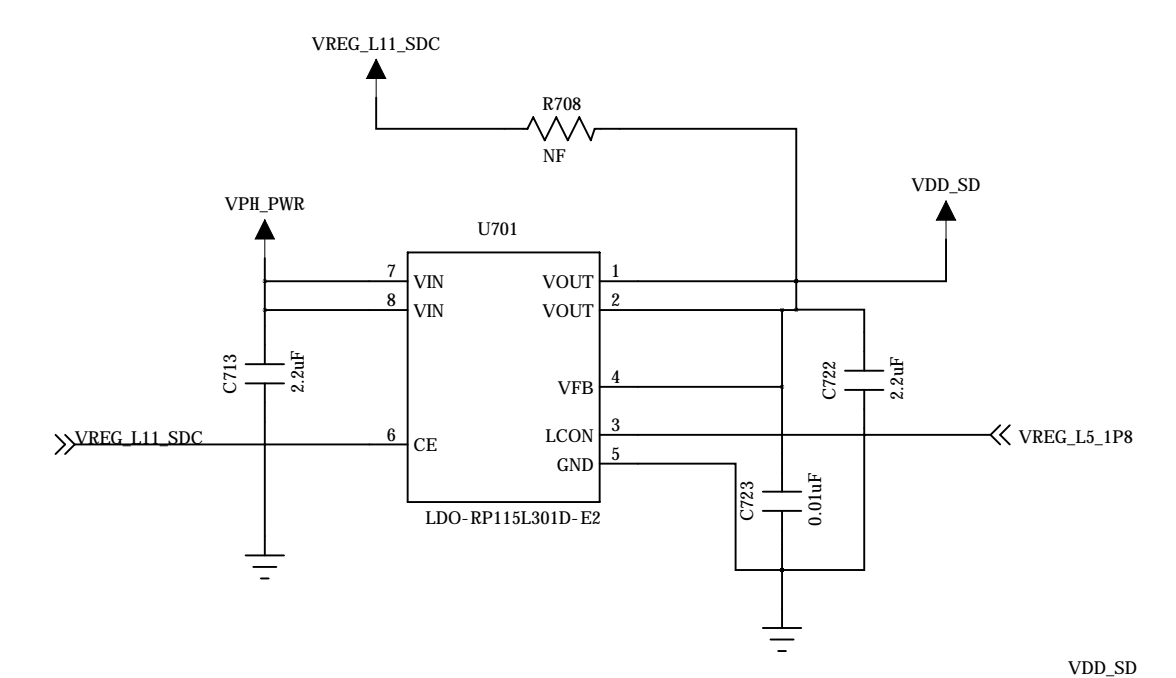 VREG_L11_SDC
R708
NF
VDD_SD
VPH_PWR
U701
7 VIN VOUT 1
8 VIN VOUT 2
C713
2.2uF
VFB 4
C722
2.2uF
VREG_L11_SDC 6 CE
LCON 3 VREG_L5_1P8
GND 5
C723
0.01uF
LDO-RP115L301D-E2
VDD_SD